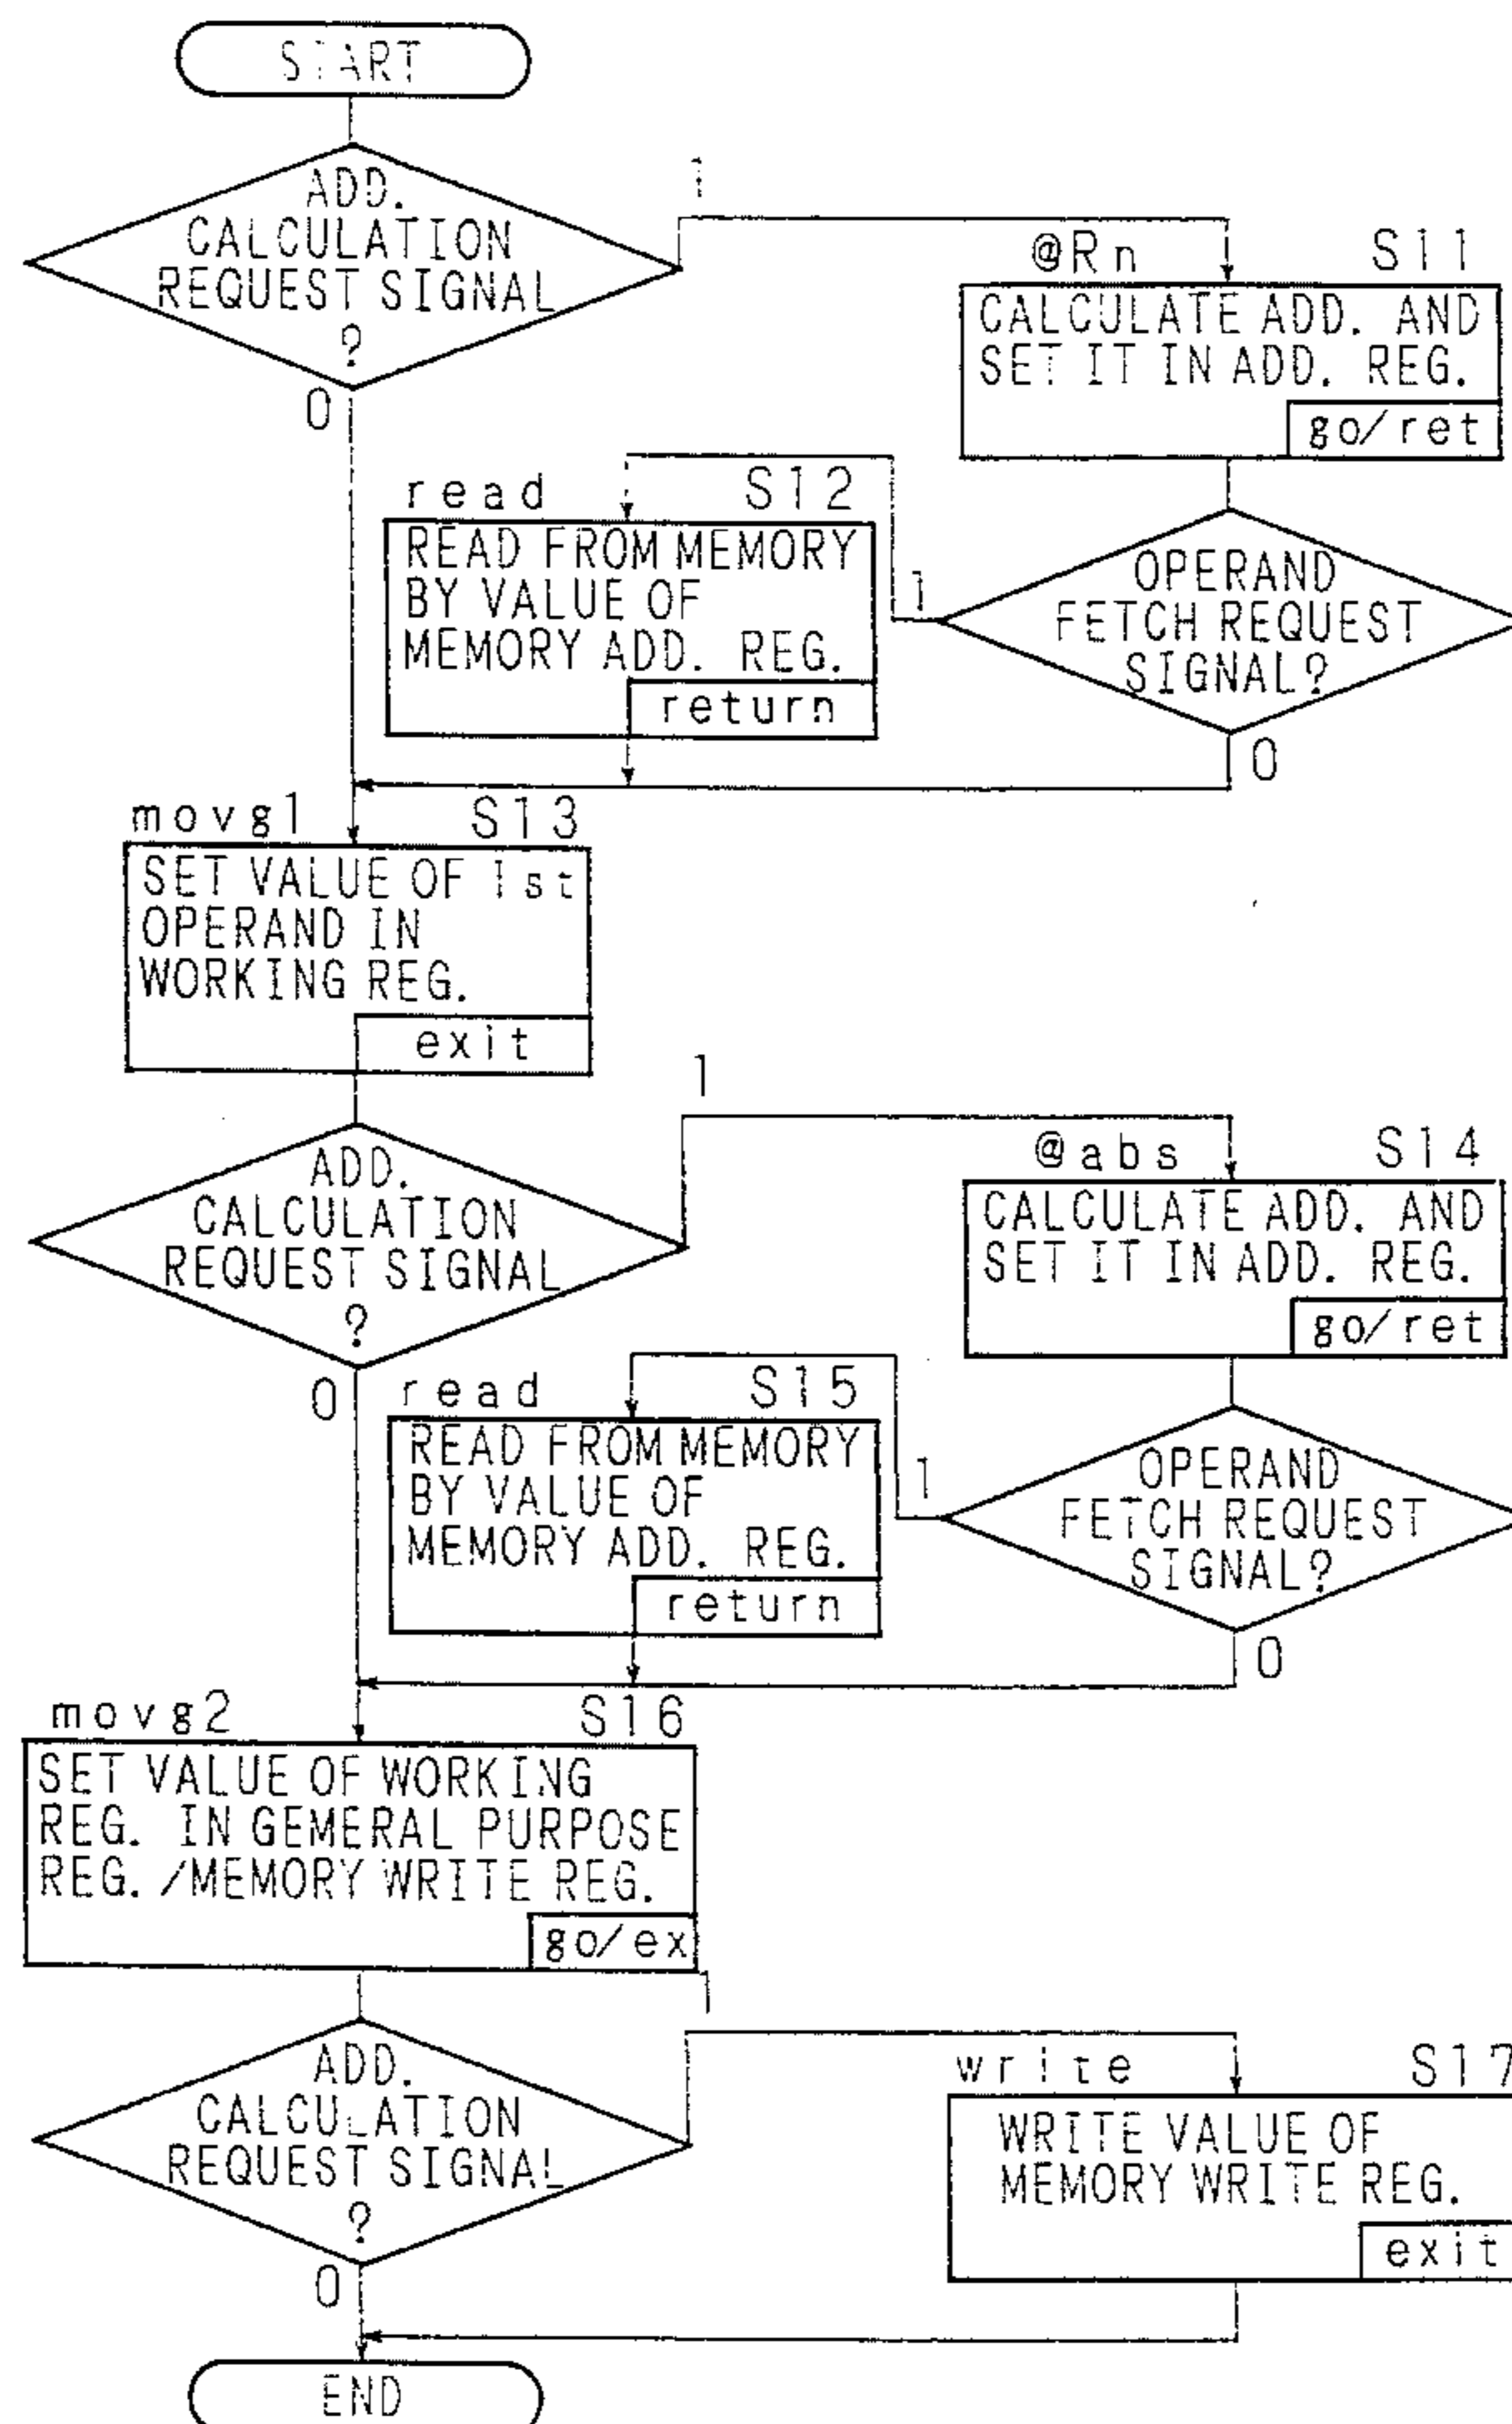 START
ADD.
CALCULATION
REQUEST SIGNAL
?
1
0
@Rn S11
CALCULATE ADD. AND
SET IT IN ADD. REG.
go/ret
OPERAND
FETCH REQUEST
SIGNAL?
1
0
read S12
READ FROM MEMORY
BY VALUE OF
MEMORY ADD. REG.
return
movg1 S13
SET VALUE OF 1st
OPERAND IN
WORKING REG.
exit
ADD.
CALCULATION
REQUEST SIGNAL
?
1
0
@abs S14
CALCULATE ADD. AND
SET IT IN ADD. REG.
go/ret
OPERAND
FETCH REQUEST
SIGNAL?
1
0
read S15
READ FROM MEMORY
BY VALUE OF
MEMORY ADD. REG.
return
movg2 S16
SET VALUE OF WORKING
REG. IN GEMERAL PURPOSE
REG./MEMORY WRITE REG.
go/ex
ADD.
CALCULATION
REQUEST SIGNAL
?
1
0
write S17
WRITE VALUE OF
MEMORY WRITE REG.
exit
END